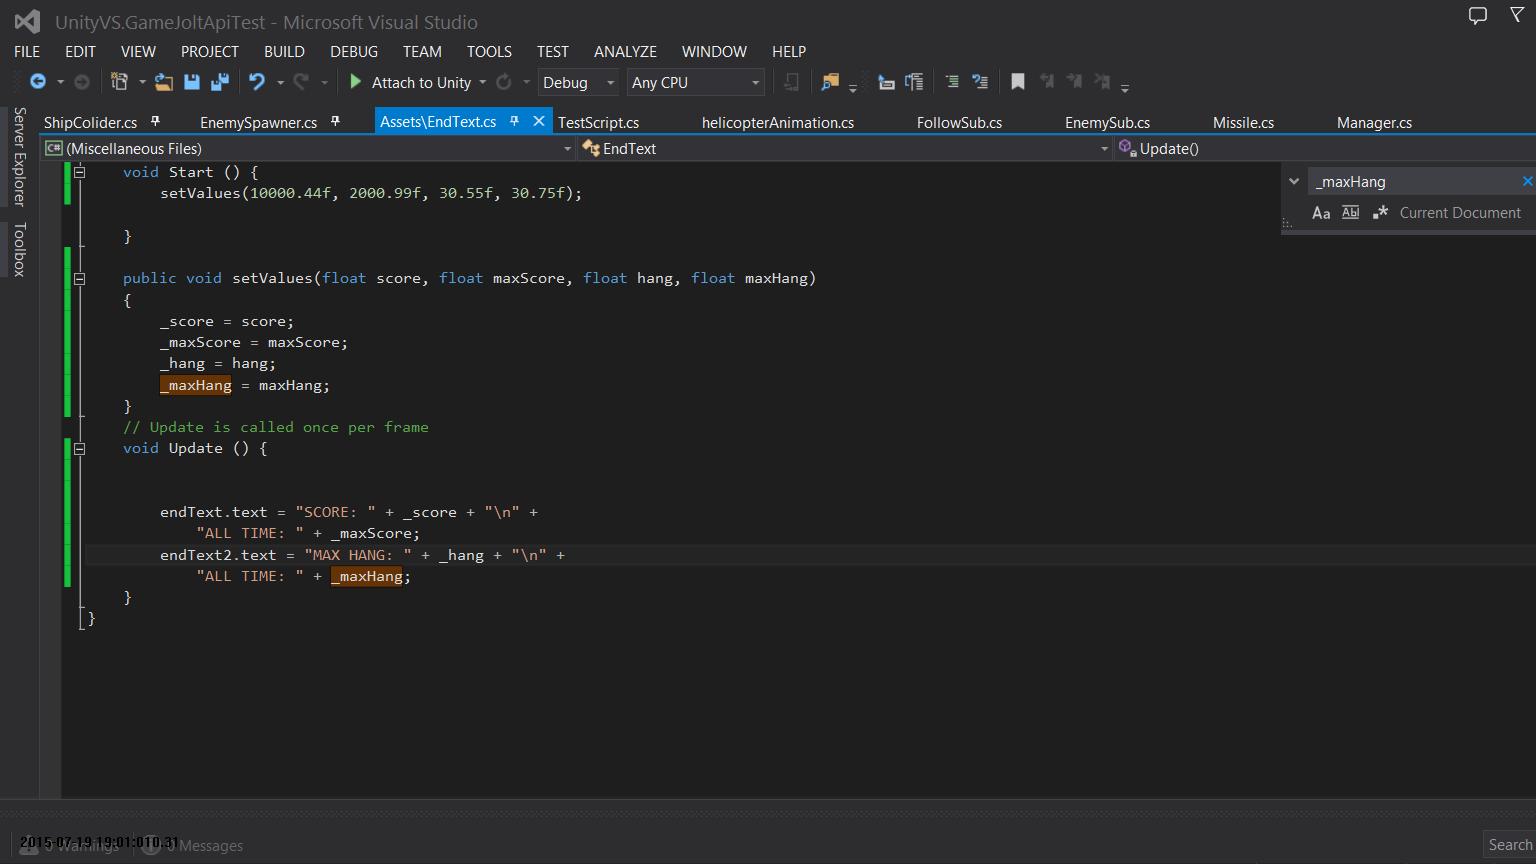 UnityVS.GameJoltApiTest - Microsoft Visual Studio
FILE EDIT VIEW PROJECT BUILD DEBUG TEAM TOOLS TEST ANALYZE WINDOW HELP
Attach to Unity Debug Any CPU
Server Explorer
Toolbox
ShipColider.cs EnemySpawner.cs Assets\EndText.cs TestScript.cs helicopterAnimation.cs FollowSub.cs EnemySub.cs Missile.cs Manager.cs
C# (Miscellaneous Files) EndText Update()
_maxHang
Aa Abl .* Current Document
void Start () {
setValues(10000.44f, 2000.99f, 30.55f, 30.75f);
}
public void setValues(float score, float maxScore, float hang, float maxHang)
{
_score = score;
_maxScore = maxScore;
_hang = hang;
_maxHang = maxHang;
}
// Update is called once per frame
void Update () {
endText.text = "SCORE: " + _score + "\n" +
"ALL TIME: " + _maxScore;
endText2.text = "MAX HANG: " + _hang + "\n" +
"ALL TIME: " + _maxHang;
}
}
2015-07-19 19:01:010.31
0 Warnings 0 Messages
Search